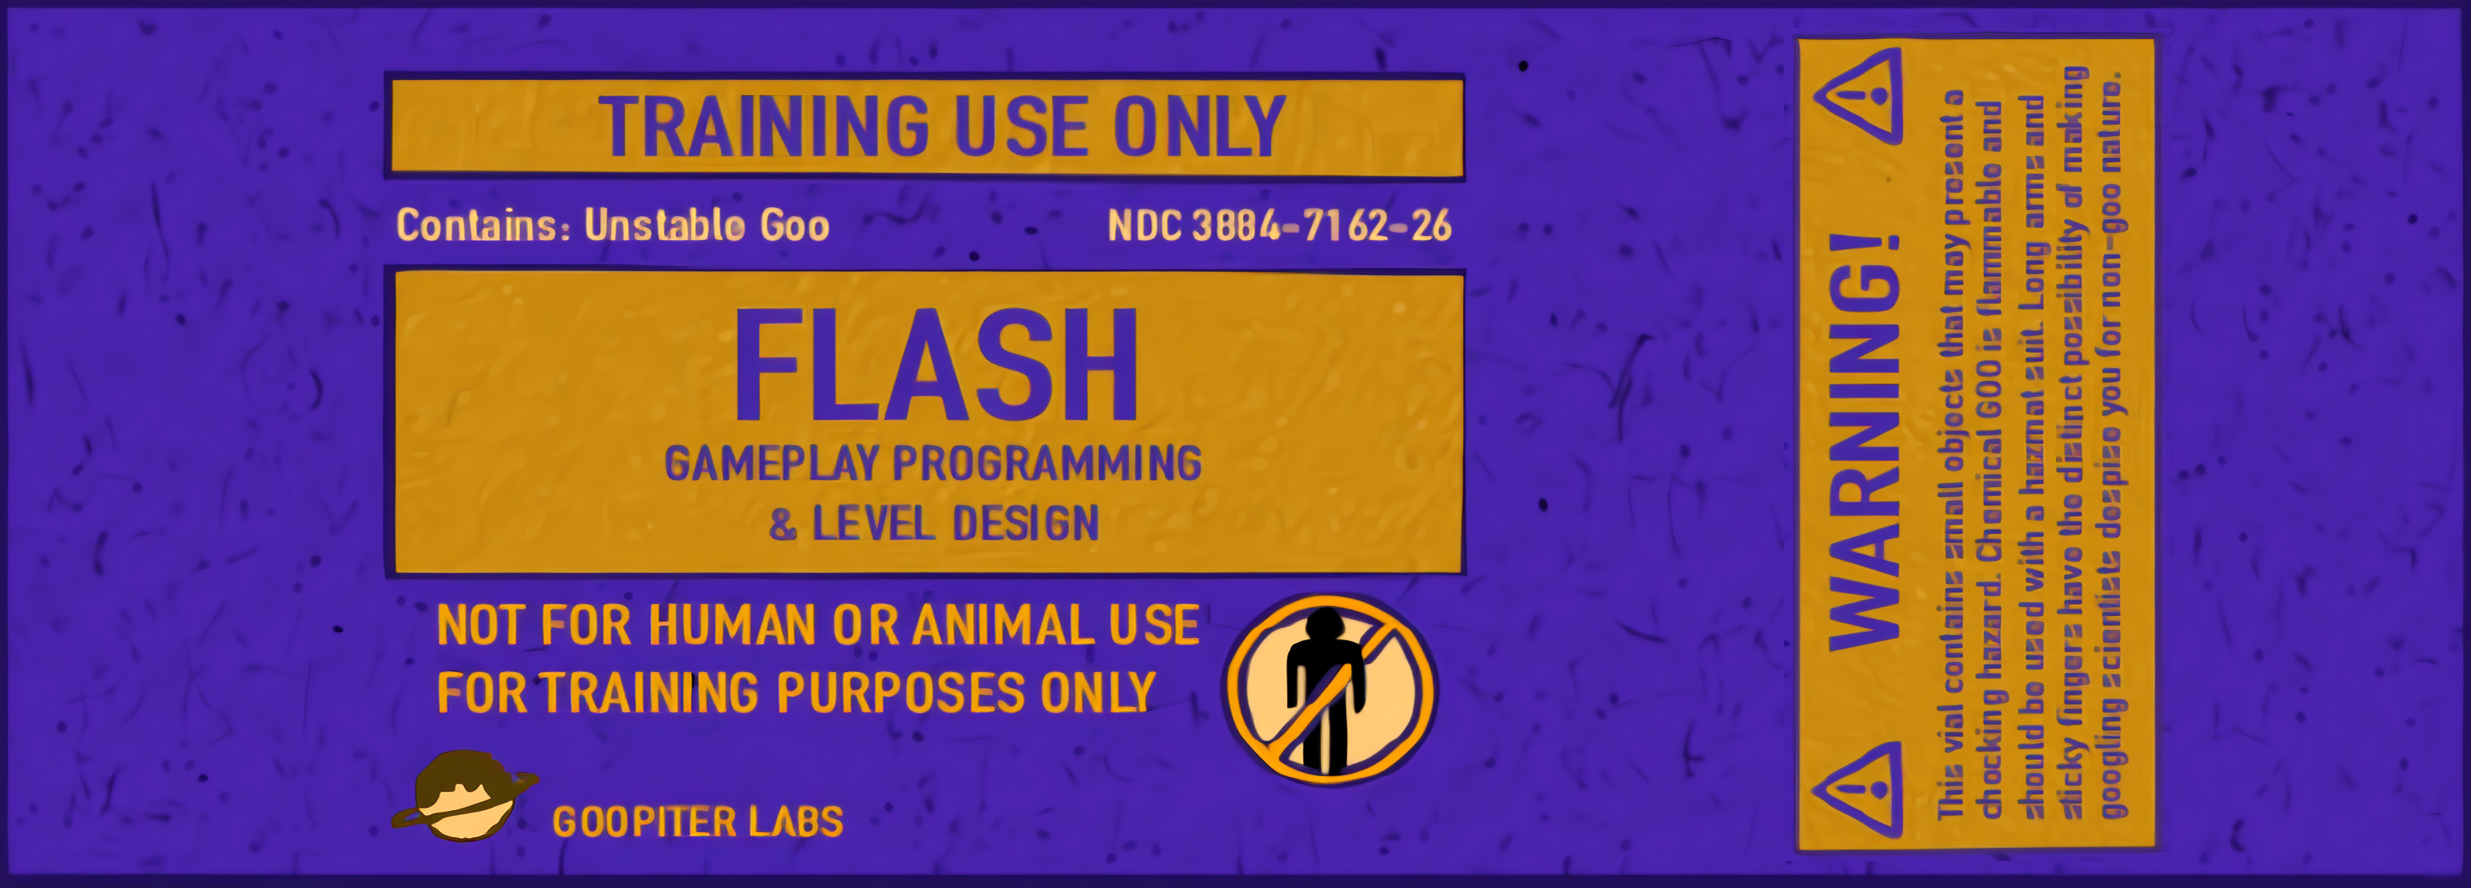 TRAINING USE ONLY
Contains: Unstable Goo
NDC 3884-7162-26
FLASH
GAMEPLAY PROGRAMMING
& LEVEL DESIGN
NOT FOR HUMAN OR ANIMAL USE
FOR TRAINING PURPOSES ONLY
GOOPITER LABS
WARNING!
This vial contains small objects that may present a
chocking hazard. Chemical GOO is flammable and
should be used with a hazmat suit. Long arms and
sticky fingers have the distinct possibility of making
googling scientists despise you for non-goo nature.